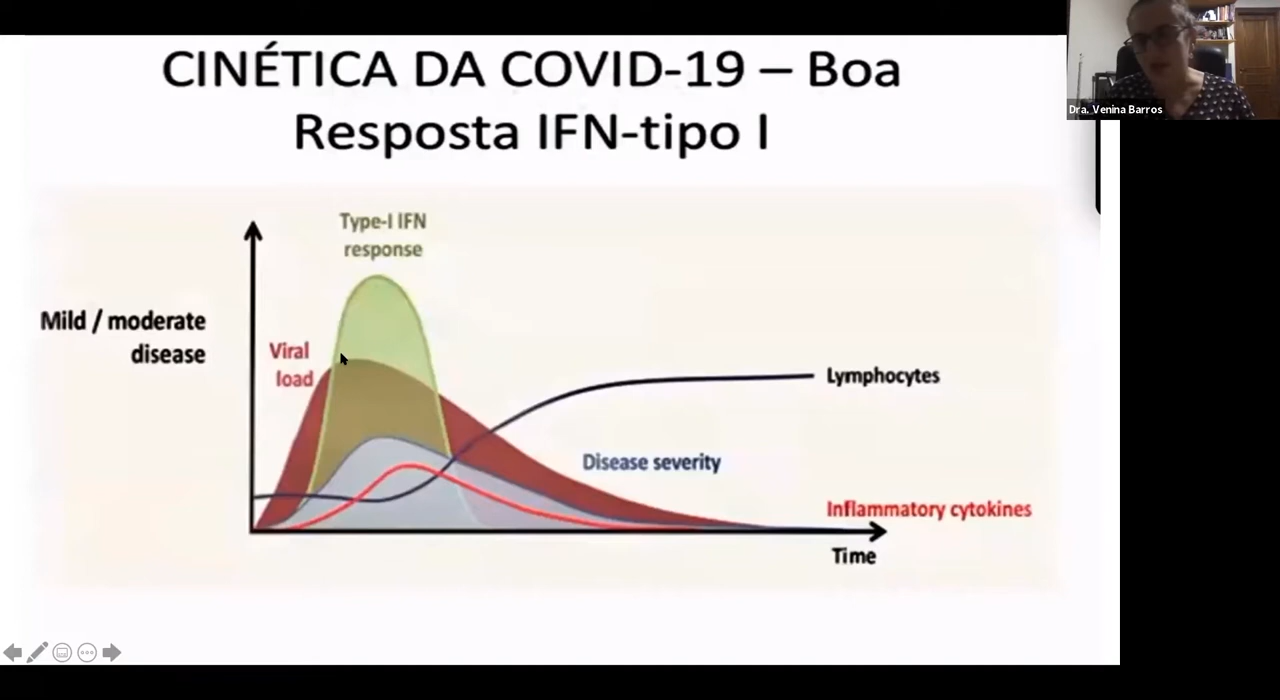 CINÉTICA DA COVID-19 – Boa
Resposta IFN-tipo I
Dra. Venina Barros
Type-I IFN
response
Mild / moderate
disease
Viral
load
Lymphocytes
Disease severity
Inflammatory cytokines
Time